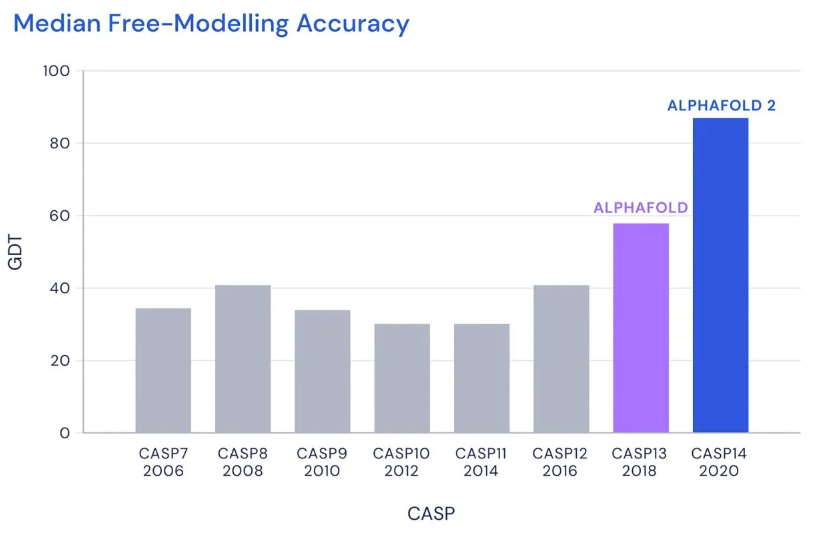 Median Free-Modelling Accuracy
100
80
60
40
20
0
GDT
ALPHAFOLD
ALPHAFOLD 2
CASP7 CASP8 CASP9 CASP10 CASP11 CASP12 CASP13 CASP14
2006 2008 2010 2012 2014 2016 2018 2020
CASP